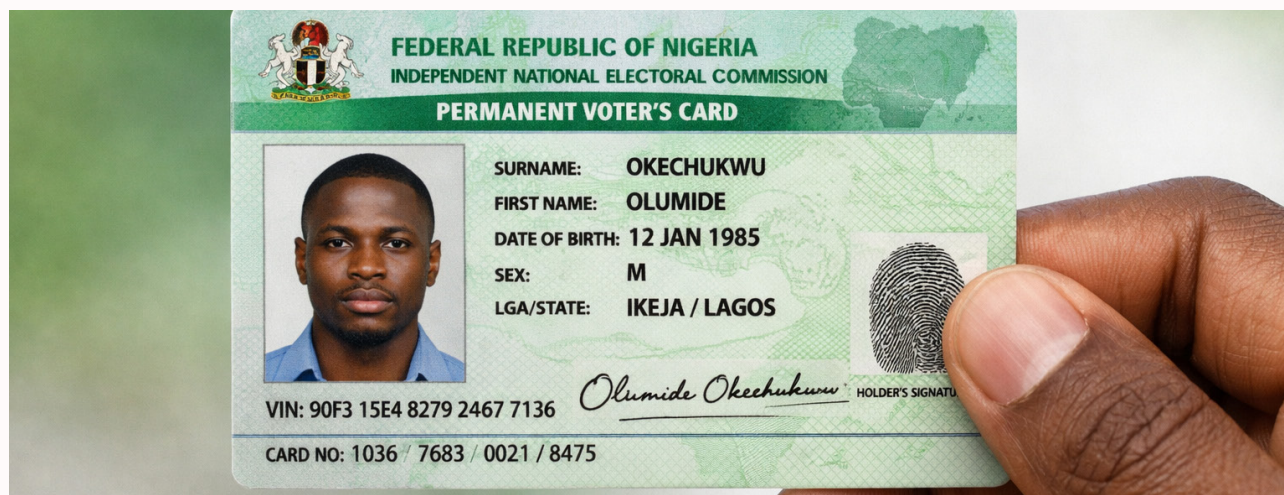 FEDERAL REPUBLIC OF NIGERIA
INDEPENDENT NATIONAL ELECTORAL COMMISSION
PERMANENT VOTER'S CARD
SURNAME: OKECHUKWU
FIRST NAME: OLUMIDE
DATE OF BIRTH: 12 JAN 1985
SEX: M
LGA/STATE: IKEJA / LAGOS
Olumide Okechukwu
HOLDER'S
VIN: 90F3 15E4 8279 2467 7136
CARD NO: 1036 / 7683 / 0021 / 8475